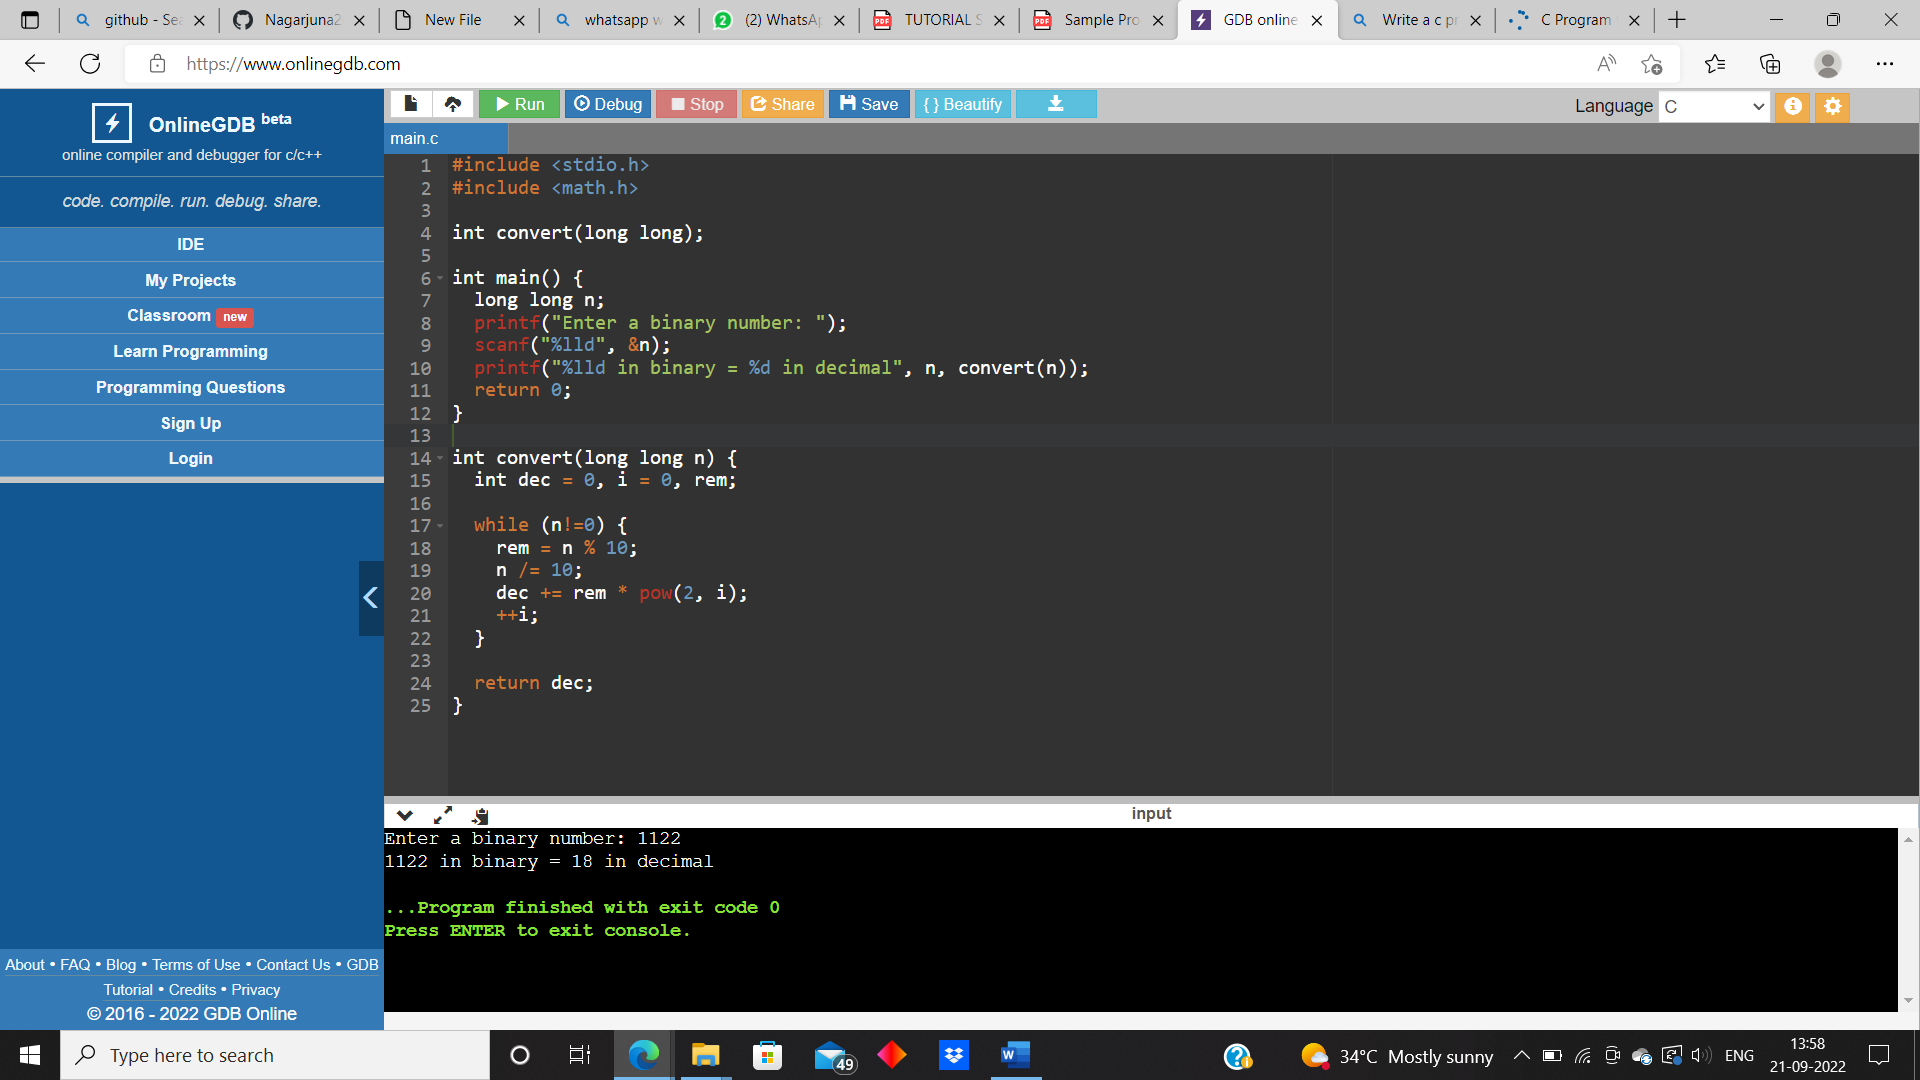 github - Se
Nagarjuna2
New File
whatsapp w
(2) WhatsAp
TUTORIAL S
Sample Pro
GDB online
Write a c pr
C Program
https://www.onlinegdb.com
OnlineGDB beta
online compiler and debugger for c/c++
code. compile. run. debug. share.
IDE
My Projects
Classroom new
Learn Programming
Programming Questions
Sign Up
Login
About • FAQ • Blog • Terms of Use • Contact Us • GDB
Tutorial • Credits • Privacy
© 2016 - 2022 GDB Online
Run Debug Stop Share Save { } Beautify
Language C
main.c
1 #include <stdio.h>
2 #include <math.h>
3
4 int convert(long long);
5
6 int main() {
7 long long n;
8 printf("Enter a binary number: ");
9 scanf("%lld", &n);
10 printf("%lld in binary = %d in decimal", n, convert(n));
11 return 0;
12 }
13
14 int convert(long long n) {
15 int dec = 0, i = 0, rem;
16
17 while (n!=0) {
18 rem = n % 10;
19 n /= 10;
20 dec += rem * pow(2, i);
21 ++i;
22 }
23
24 return dec;
25 }
input
Enter a binary number: 1122
1122 in binary = 18 in decimal
...Program finished with exit code 0
Press ENTER to exit console.
Type here to search
49
34°C Mostly sunny
ENG
13:58
21-09-2022